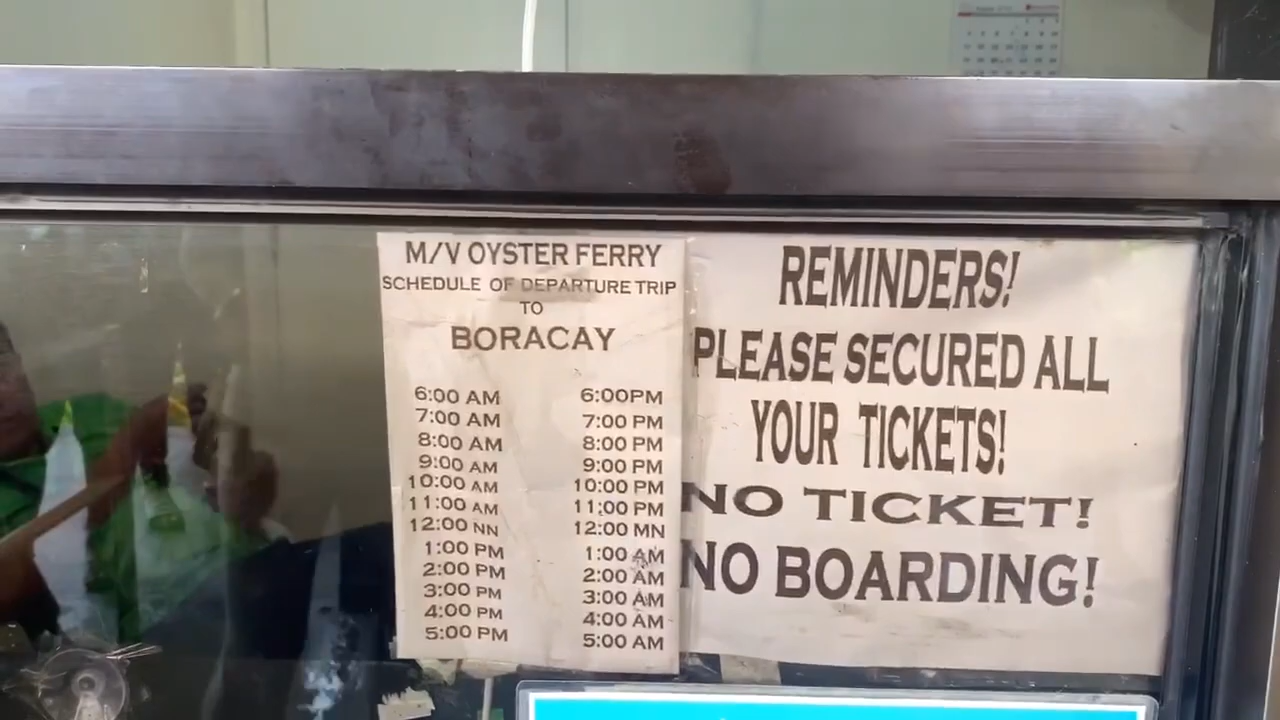 M/V OYSTER FERRY
SCHEDULE OF DEPARTURE TRIP
TO
BORACAY
6:00 AM 6:00PM
7:00 AM 7:00 PM
8:00 AM 8:00 PM
9:00 AM 9:00 PM
10:00 AM 10:00 PM
11:00 AM 11:00 PM
12:00 NN 12:00 MN
1:00 PM 1:00 AM
2:00 PM 2:00 AM
3:00 PM 3:00 AM
4:00 PM 4:00 AM
5:00 PM 5:00 AM
REMINDERS!
PLEASE SECURED ALL
YOUR TICKETS!
NO TICKET!
NO BOARDING!